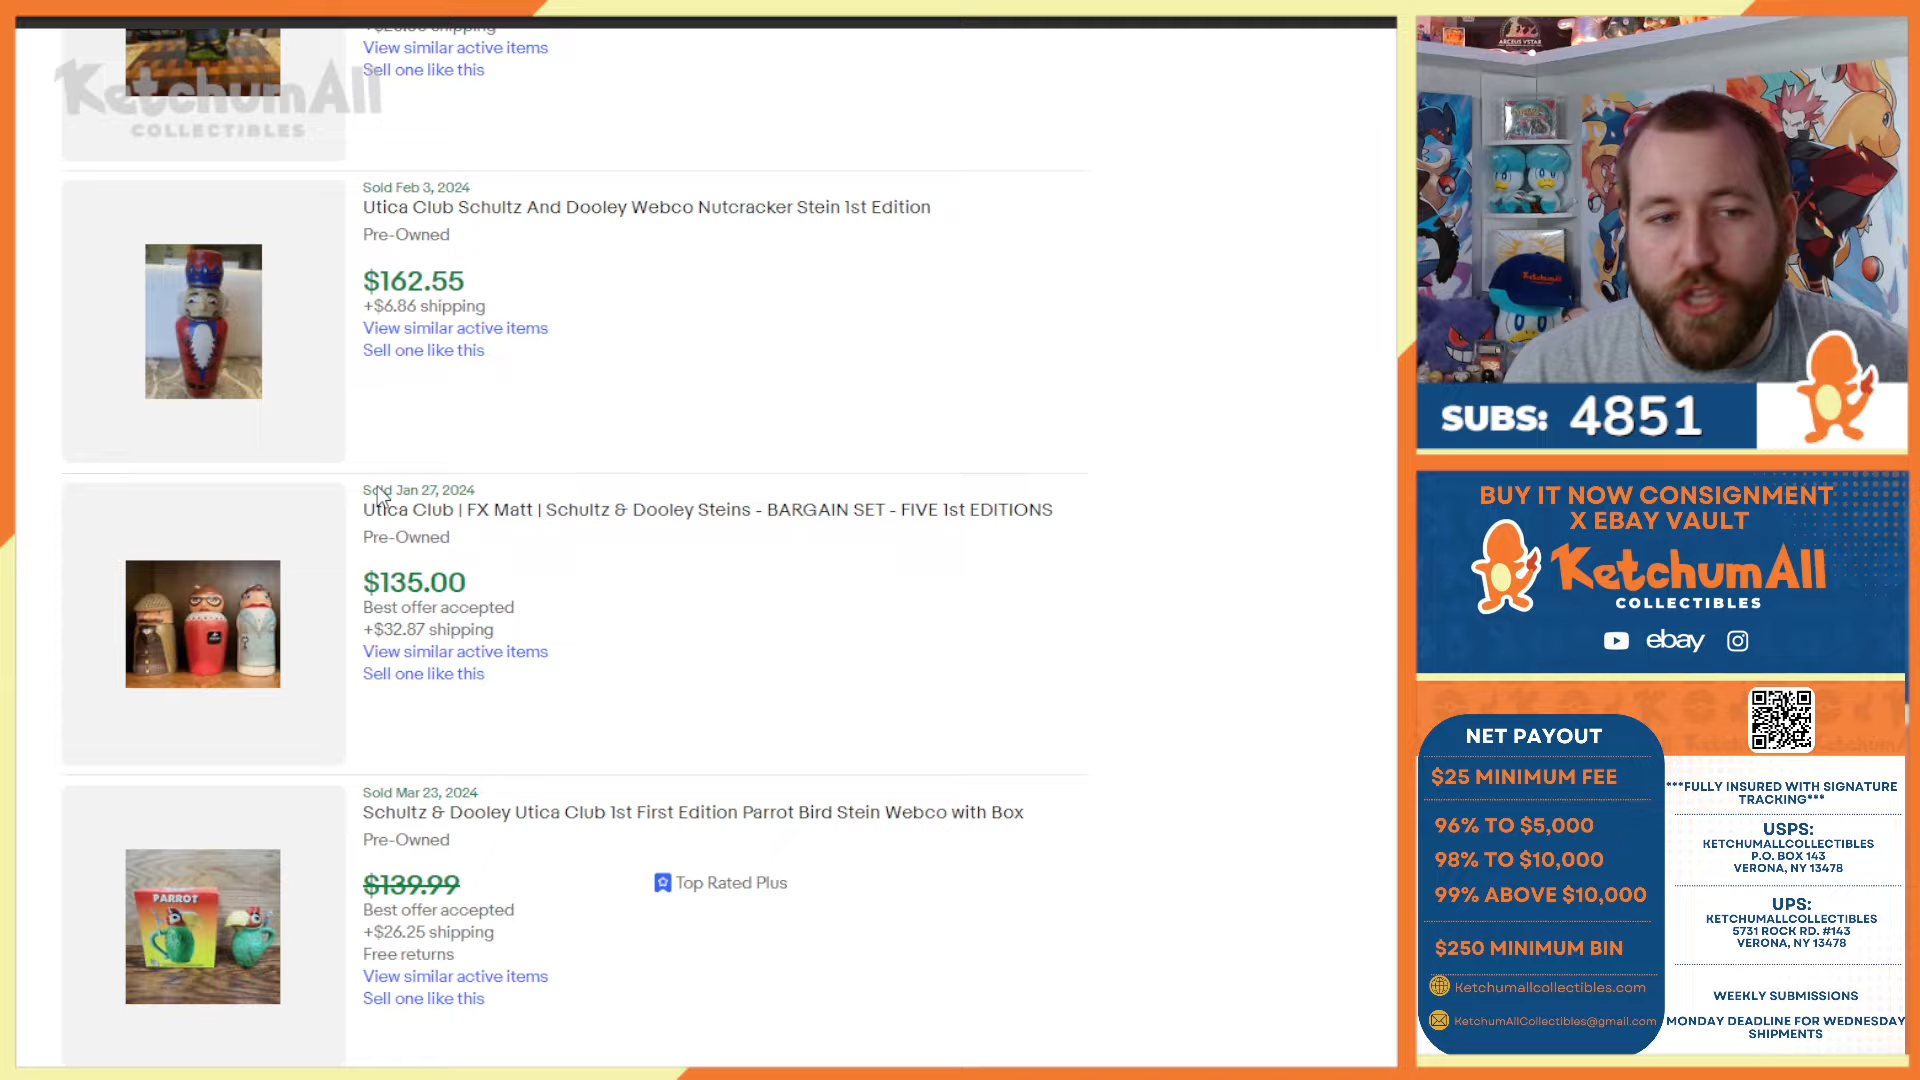 View similar active items
Sell one like this
KetchumAll
COLLECTIBLES
Sold Feb 3, 2024
Utica Club Schultz And Dooley Webco Nutcracker Stein 1st Edition
Pre-Owned
$162.55
+$6.86 shipping
View similar active items
Sell one like this
Sold Jan 27, 2024
Utica Club | FX Matt | Schultz & Dooley Steins - BARGAIN SET - FIVE 1st EDITIONS
Pre-Owned
$135.00
Best offer accepted
+$32.87 shipping
View similar active items
Sell one like this
Sold Mar 23, 2024
Schultz & Dooley Utica Club 1st First Edition Parrot Bird Stein Webco with Box
Pre-Owned
$139.99
Top Rated Plus
Best offer accepted
+$26.25 shipping
Free returns
View similar active items
Sell one like this
PARROT
ARCEUS VSTAR
SUBS: 4851
BUY IT NOW CONSIGNMENT
X EBAY VAULT
KetchumAll
COLLECTIBLES
ebay
NET PAYOUT
$25 MINIMUM FEE
96% TO $5,000
98% TO $10,000
99% ABOVE $10,000
$250 MINIMUM BIN
Ketchumallcollectibles.com
KetchumAllCollectibles@gmail.com
***FULLY INSURED WITH SIGNATURE
TRACKING***
USPS:
KETCHUMALLCOLLECTIBLES
P.O. BOX 143
VERONA, NY 13478
UPS:
KETCHUMALLCOLLECTIBLES
5731 ROCK RD. #143
VERONA, NY 13478
WEEKLY SUBMISSIONS
MONDAY DEADLINE FOR WEDNESDAY
SHIPMENTS